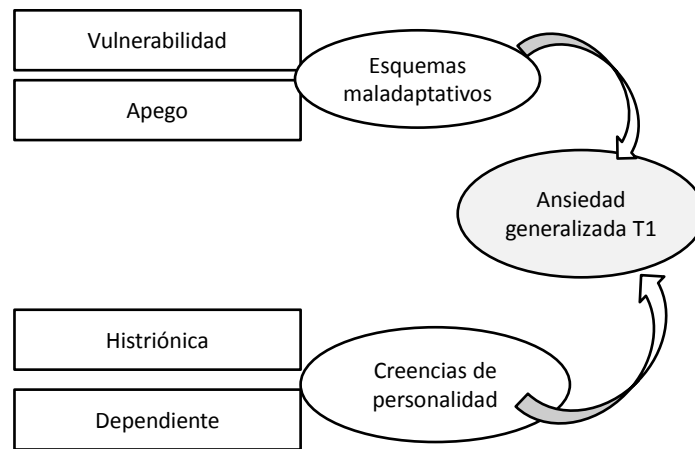 Vulnerabilidad
Apego
Esquemas
maladaptativos
Ansiedad
generalizada T1
Histriónica
Dependiente
Creencias de
personalidad